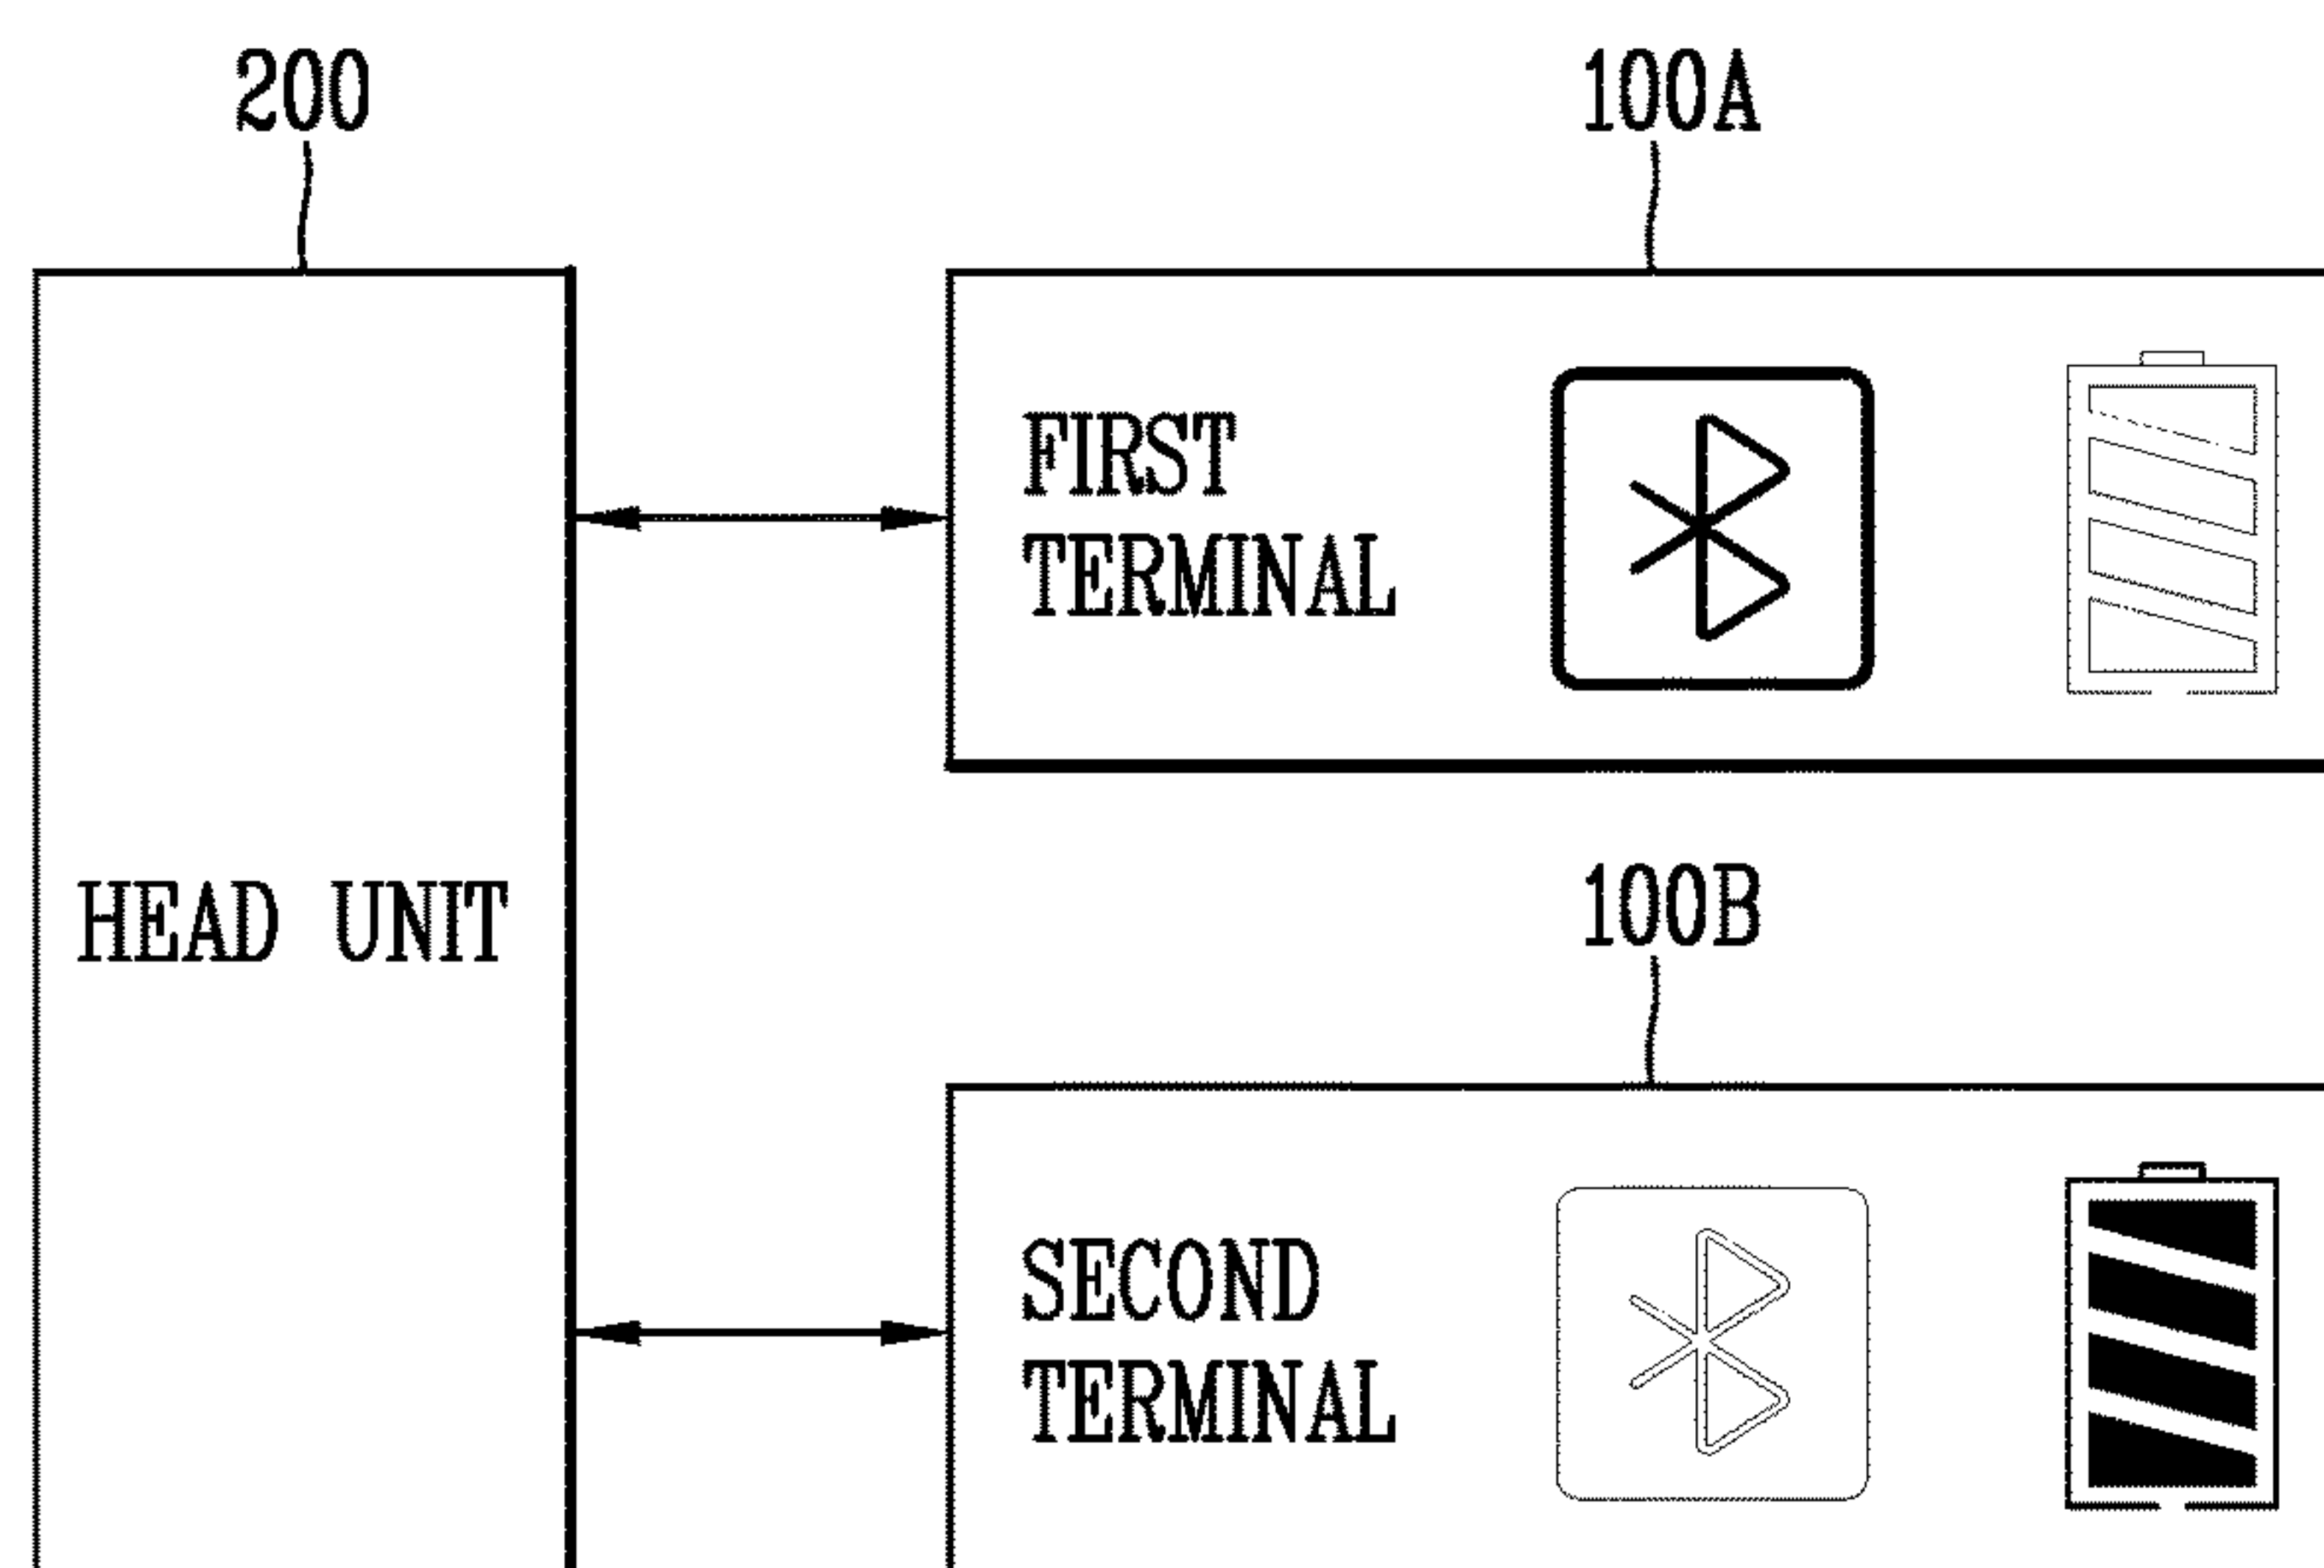 200
100A
FIRST
TERMINAL
HEAD UNIT
100B
SECOND
TERMINAL